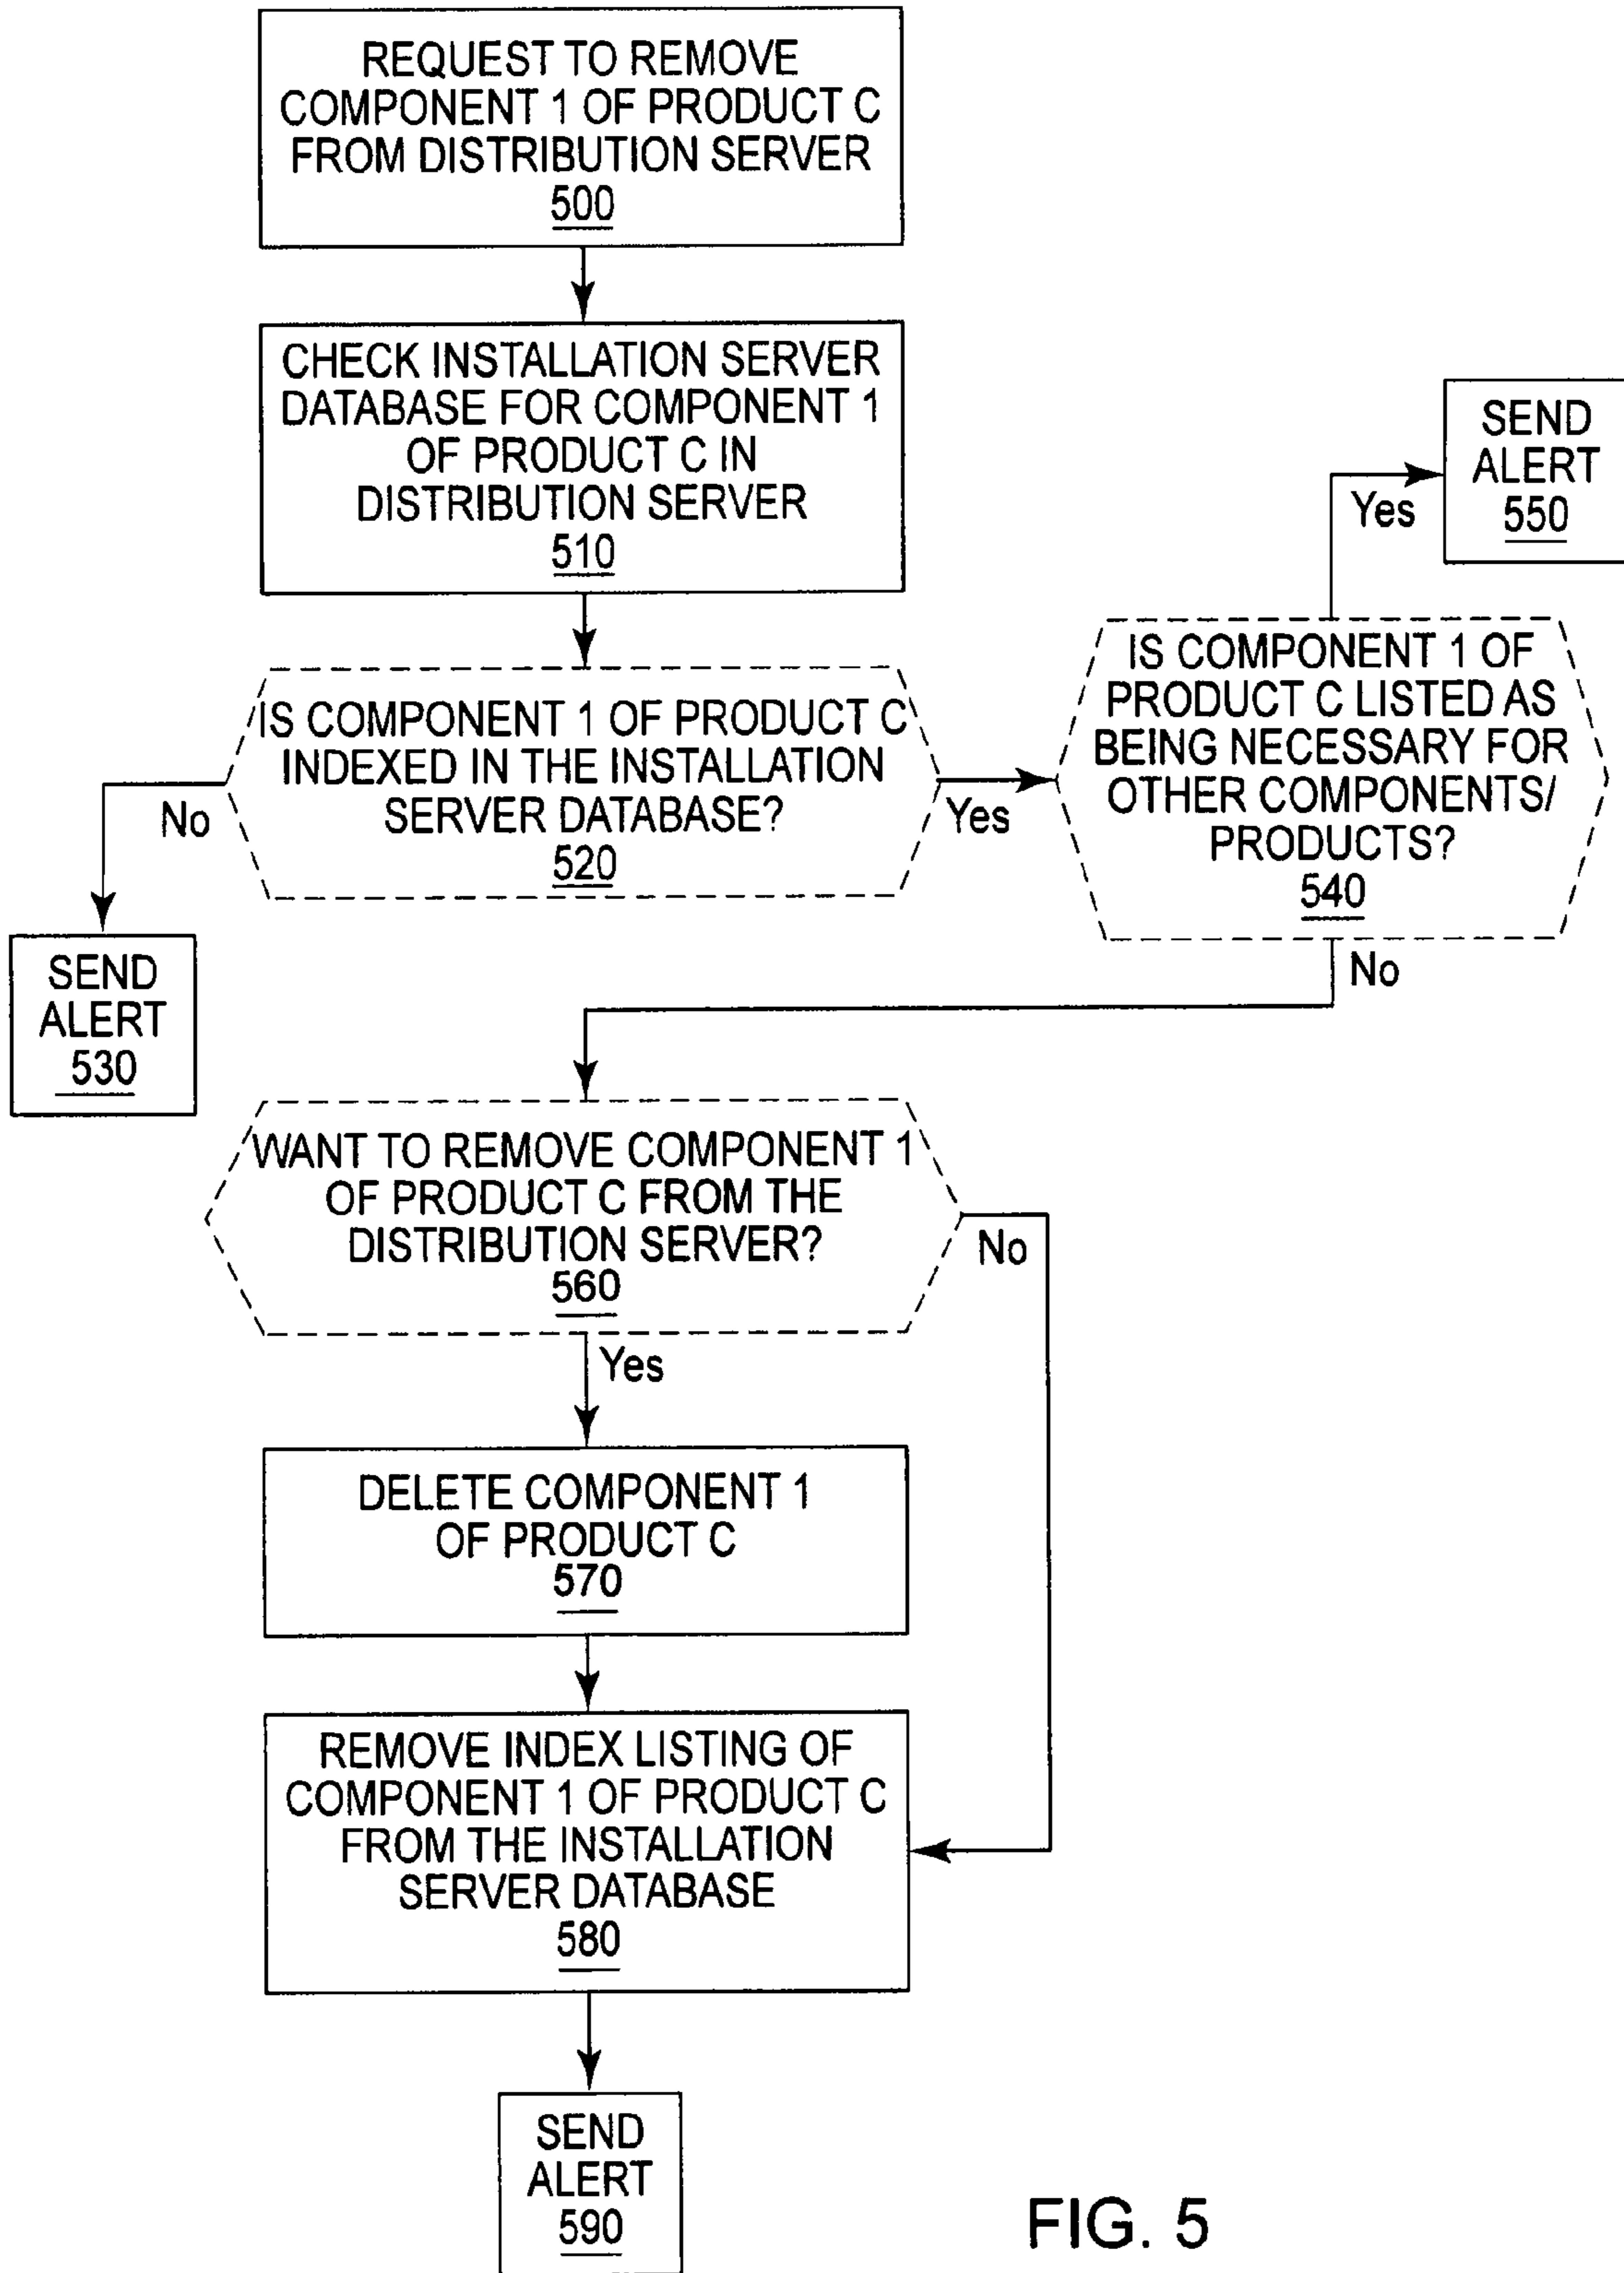 REQUEST TO REMOVE
COMPONENT 1 OF PRODUCT C
FROM DISTRIBUTION SERVER
500
CHECK INSTALLATION SERVER
DATABASE FOR COMPONENT 1
OF PRODUCT C IN
DISTRIBUTION SERVER
510
SEND
ALERT
550
Yes
IS COMPONENT 1 OF PRODUCT C
INDEXED IN THE INSTALLATION
SERVER DATABASE?
520
No
Yes
IS COMPONENT 1 OF
PRODUCT C LISTED AS
BEING NECESSARY FOR
OTHER COMPONENTS/
PRODUCTS?
540
No
SEND
ALERT
530
WANT TO REMOVE COMPONENT 1
OF PRODUCT C FROM THE
DISTRIBUTION SERVER?
560
No
Yes
DELETE COMPONENT 1
OF PRODUCT C
570
REMOVE INDEX LISTING OF
COMPONENT 1 OF PRODUCT C
FROM THE INSTALLATION
SERVER DATABASE
580
SEND
ALERT
590
FIG. 5